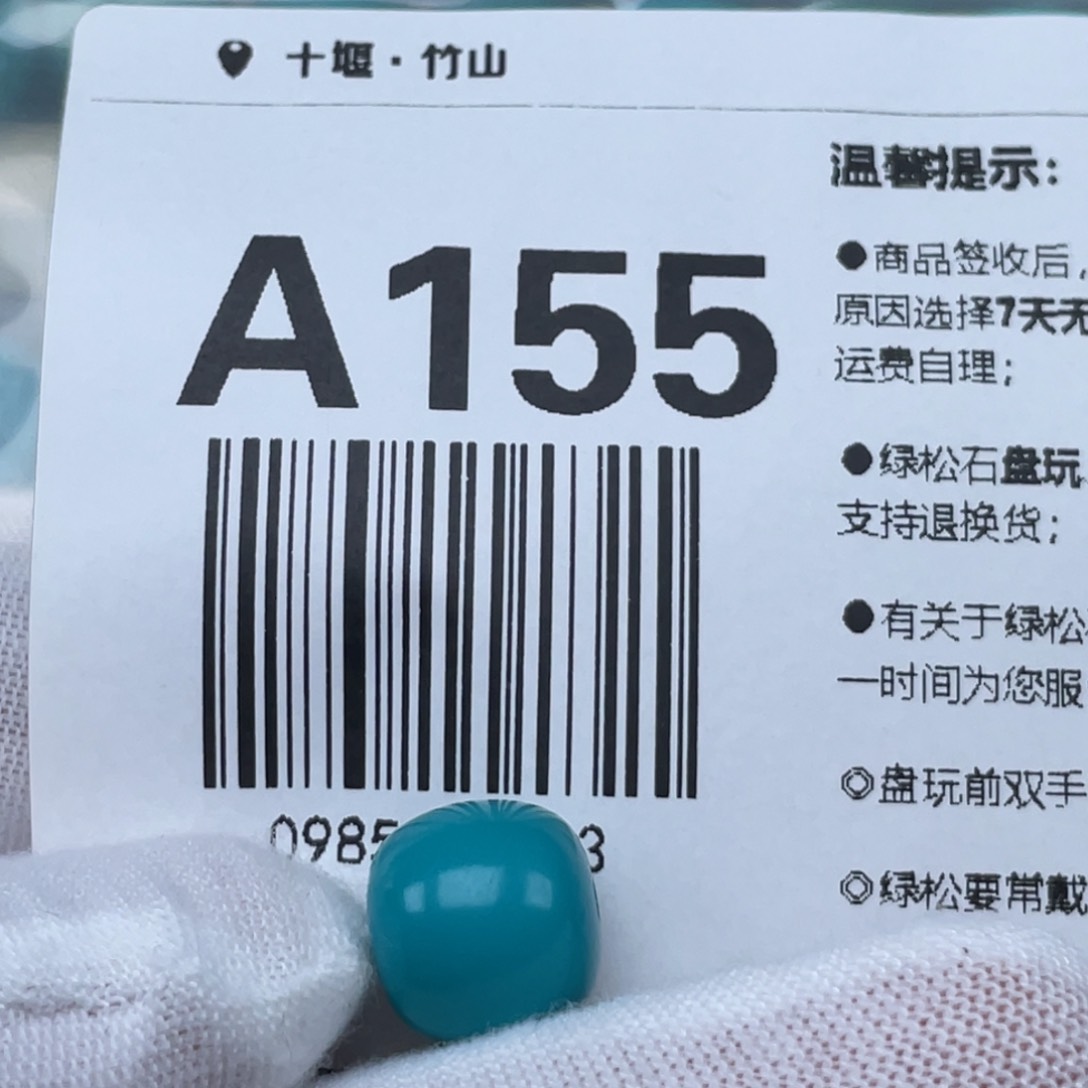 十堰·竹山
A155
0985
3
温馨提示:
●商品签收后,
原因选择7天无
运费自理;
●绿松石盘玩
支持退换货;
●有关于绿松
一时间为您服
◎盘玩前双手
◎绿松要常戴